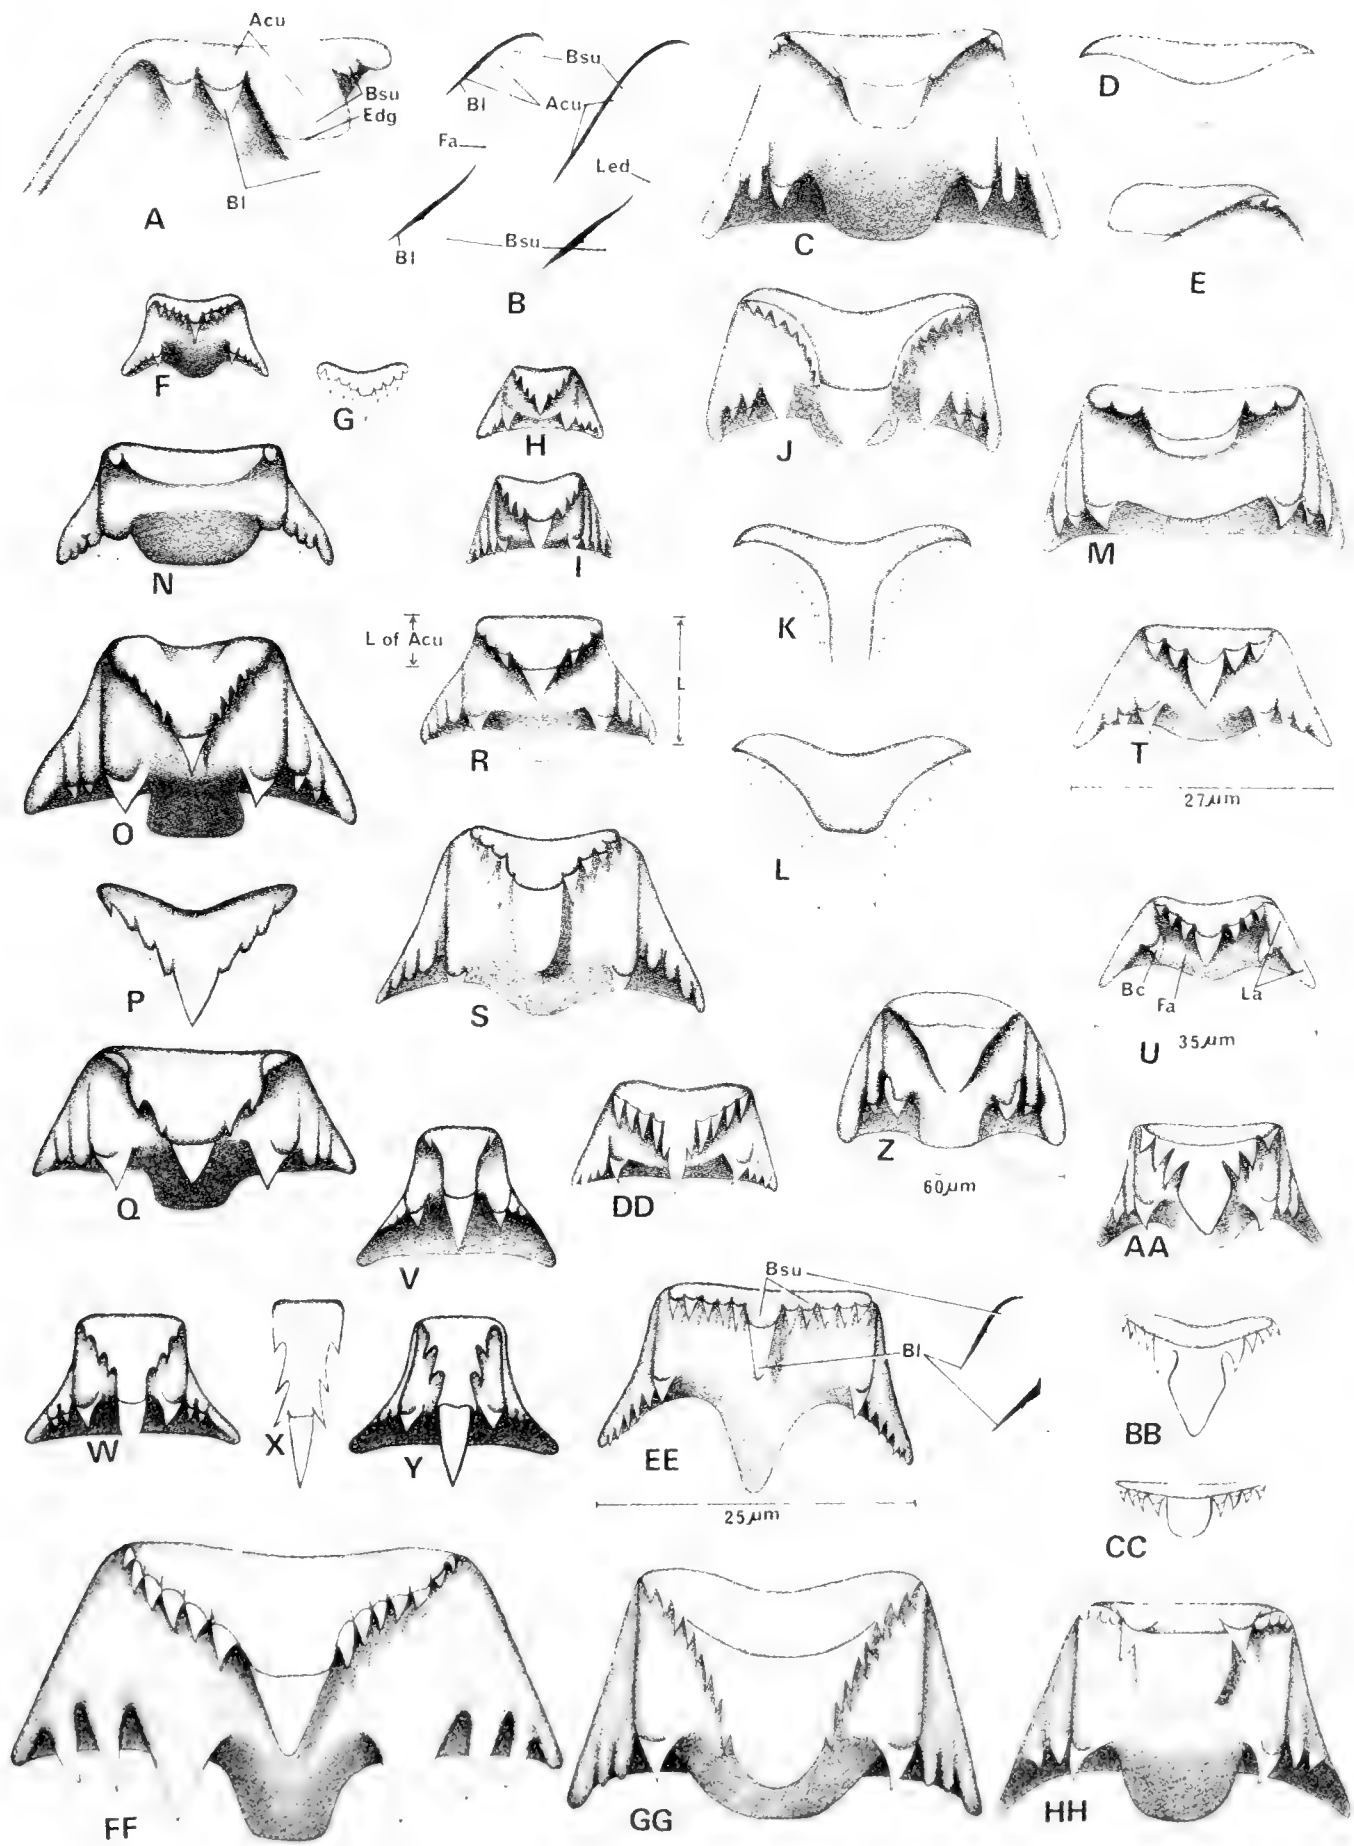 Acu
Bsu
Edg
Bl
A
Bl
Bsu
Acu
Fa
Led
Bl
Bsu
B
C
D
E
F
G
H
I
J
K
L
M
N
O
P
Q
L of Acu
L
R
S
T
27µm
Bc
Fa
La
U
35µm
V
W
X
Y
Z
60µm
AA
BB
CC
DD
Bsu
Bl
EE
25µm
FF
GG
HH